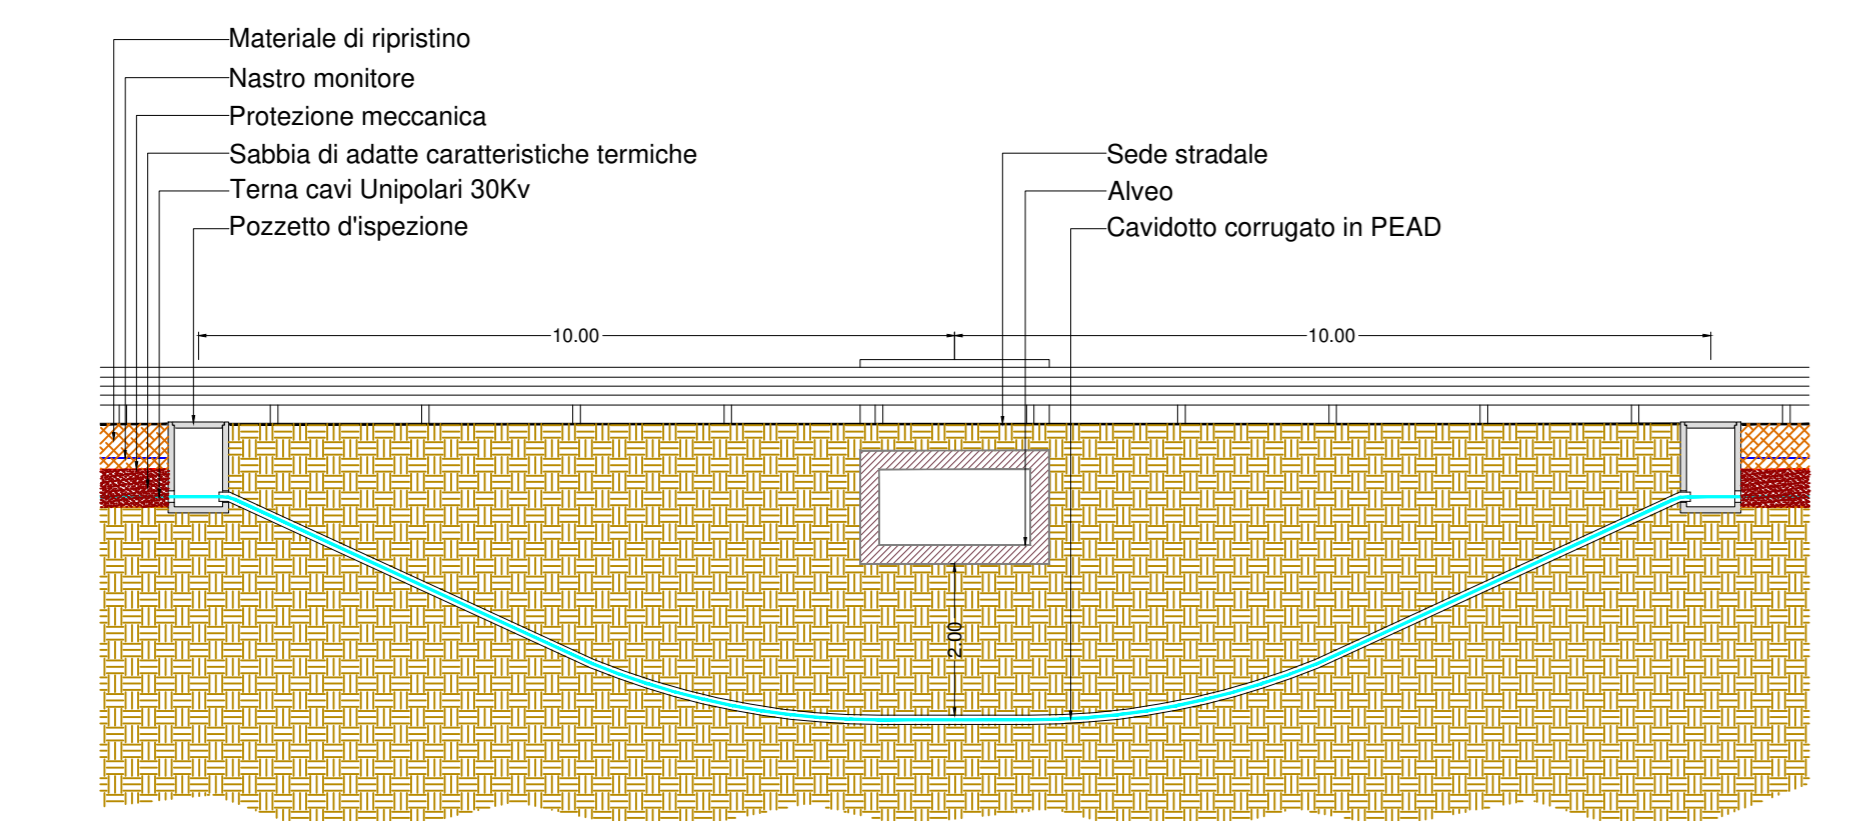 Materiale di ripristino
Nastro monitore
Protezione meccanica
Sabbia di adatte caratteristiche termiche
Terna cavi Unipolari 30Kv
Pozzetto d'ispezione
Sede stradale
Alveo
Cavidotto corrugato in PEAD
10.00
10.00
2.00